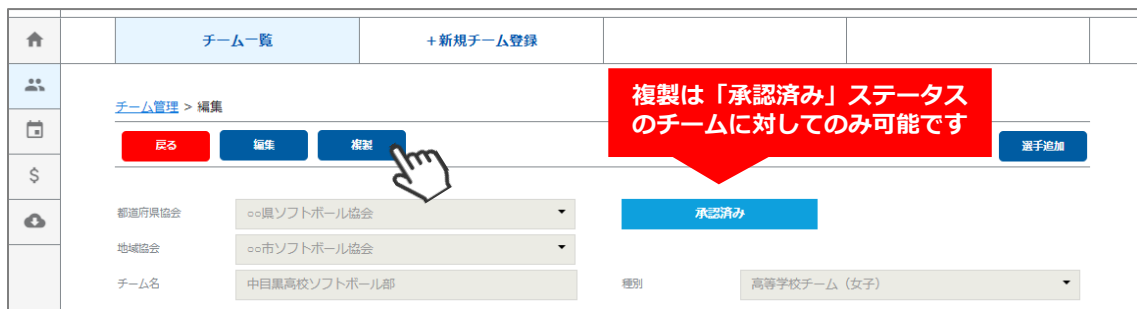 チーム一覧
+新規チーム登録
複製は「承認済み」ステータス
のチームに対してのみ可能です
チーム管理 > 編集
戻る
編集
複製
選手追加
都道府県協会
○○県ソフトボール協会
承認済み
地域協会
○○市ソフトボール協会
チーム名
中目黒高校ソフトボール部
種別
高等学校チーム（女子）